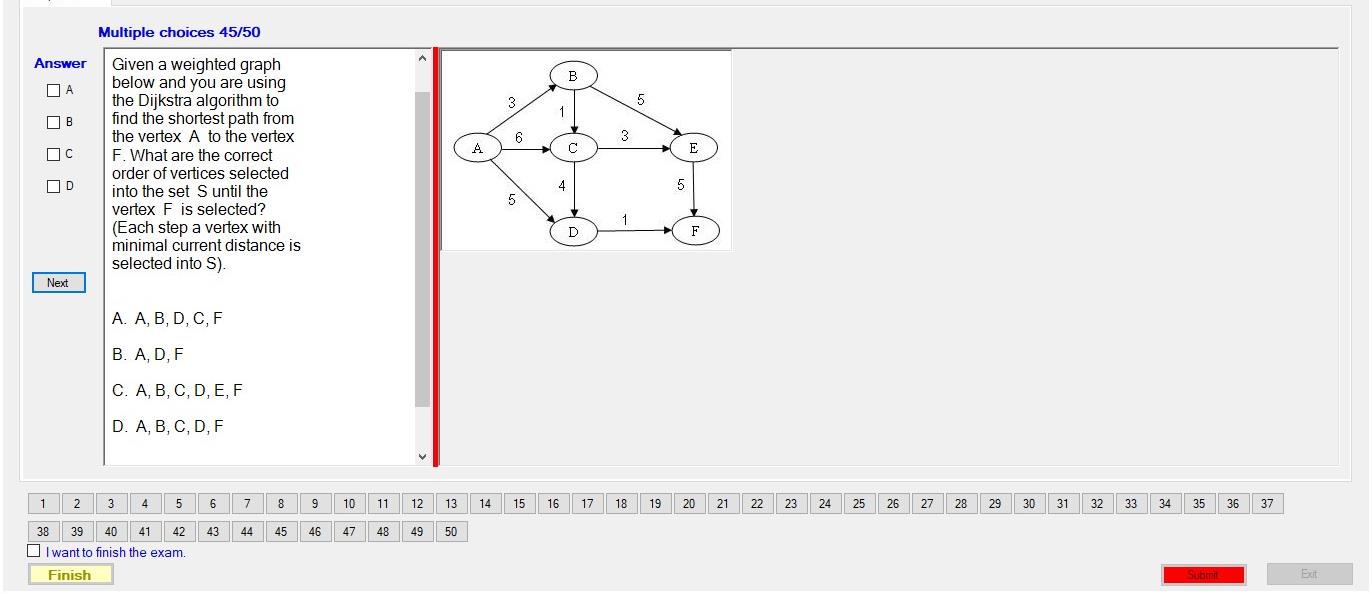 Multiple choices 45/50
Answer
A
B
C
D
Next
Given a weighted graph
below and you are using
the Dijkstra algorithm to
find the shortest path from
the vertex A to the vertex
F. What are the correct
order of vertices selected
into the set S until the
vertex F is selected?
(Each step a vertex with
minimal current distance is
selected into S).
A. A, B, D, C, F
B. A, D, F
C. A, B, C, D, E, F
D. A, B, C, D, F
B
3
1
5
6
3
A
C
E
5
4
5
1
D
F
1 2 3 4 5 6 7 8 9 10 11 12 13 14 15 16 17 18 19 20 21 22 23 24 25 26 27 28 29 30 31 32 33 34 35 36 37
38 39 40 41 42 43 44 45 46 47 48 49 50
I want to finish the exam.
Finish
Submit
Exit